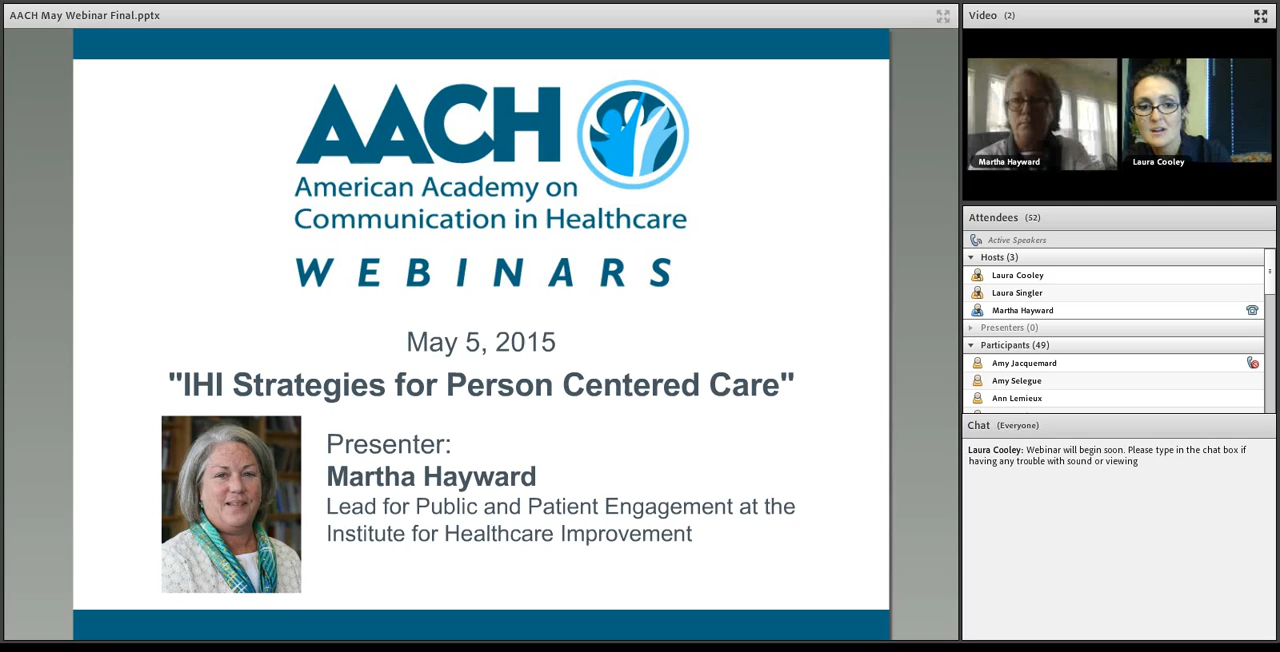 AACH May Webinar Final.pptx
AACH
American Academy on
Communication in Healthcare
WEBINARS
May 5, 2015
"IHI Strategies for Person Centered Care"
Presenter:
Martha Hayward
Lead for Public and Patient Engagement at the
Institute for Healthcare Improvement
Video (2)
Martha Hayward
Laura Cooley
Attendees (52)
Active Speakers
Hosts (3)
Laura Cooley
Laura Singler
Martha Hayward
Presenters (0)
Participants (49)
Amy Jacquemard
Amy Selegue
Ann Lemieux
Chat (Everyone)
Laura Cooley: Webinar will begin soon. Please type in the chat box if
having any trouble with sound or viewing